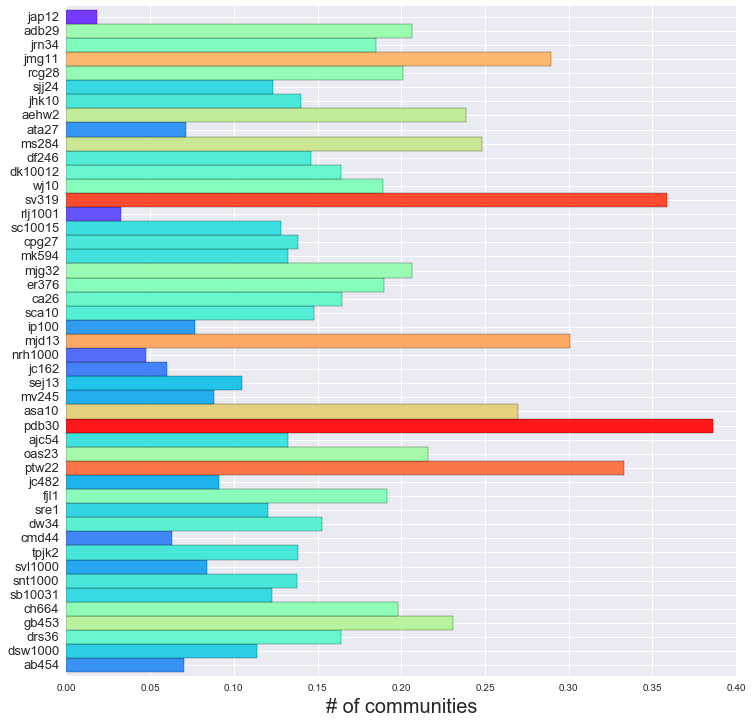 jap12
adb29
jrn34
jmg11
rcg28
sjj24
jhk10
aehw2
ata27
ms284
df246
dk10012
wj10
sv319
rlj1001
sc10015
cpg27
mk594
mjg32
er376
ca26
sca10
ip100
mjd13
nrh1000
jc162
sej13
mv245
asa10
pdb30
ajc54
oas23
ptw22
jc482
fjl1
sre1
dw34
cmd44
tpjk2
svl1000
snt1000
sb10031
ch664
gb453
drs36
dsw1000
ab454
0.00 0.05 0.10 0.15 0.20 0.25 0.30 0.35 0.40
# of communities